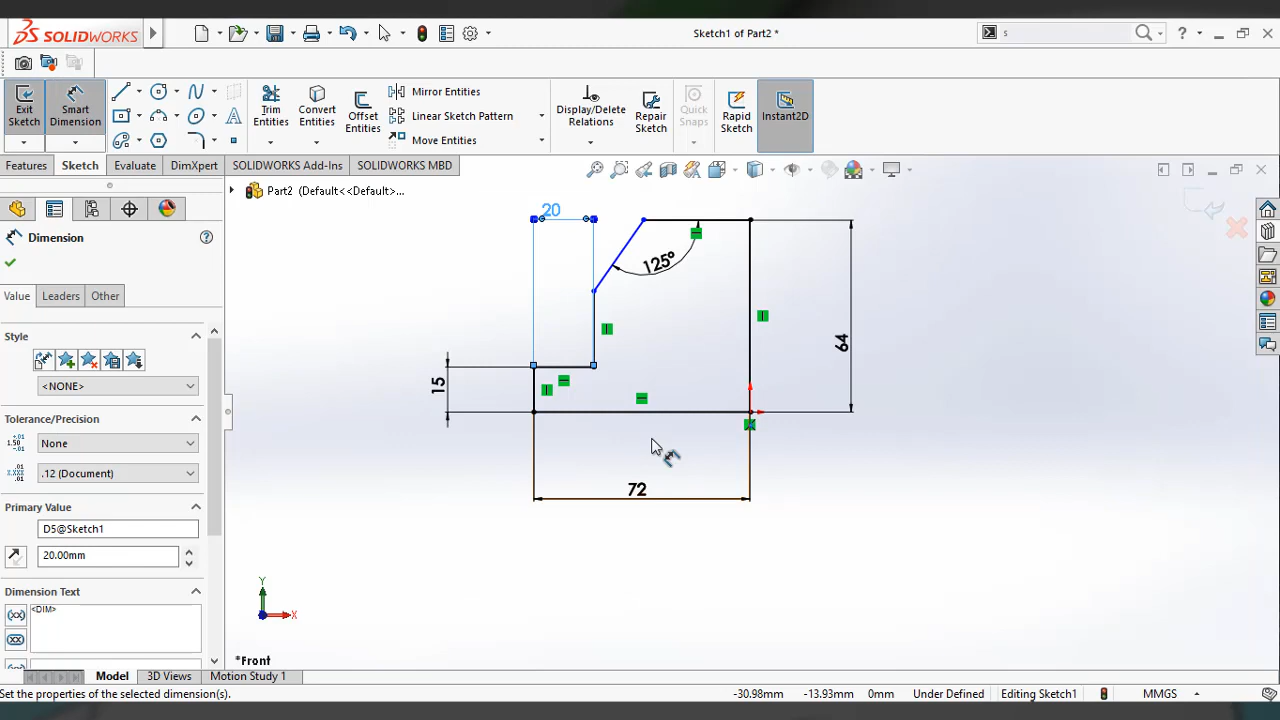 SOLIDWORKS
Sketch1 of Part2 *
s
?
Exit Sketch
Smart Dimension
Trim Entities
Convert Entities
Offset Entities
Mirror Entities
Linear Sketch Pattern
Move Entities
Display/Delete Relations
Repair Sketch
Quick Snaps
Rapid Sketch
Instant2D
Features
Sketch
Evaluate
DimXpert
SOLIDWORKS Add-Ins
SOLIDWORKS MBD
Part2 (Default<<Default>...
Dimension
?
Value
Leaders
Other
Style
<NONE>
Tolerance/Precision
None
.12 (Document)
Primary Value
D5@Sketch1
20.00mm
Dimension Text
<DIM>
20
125°
64
15
72
Y
X
*Front
Model
3D Views
Motion Study 1
Set the properties of the selected dimension(s).
-30.98mm
-13.93mm
0mm
Under Defined
Editing Sketch1
MMGS